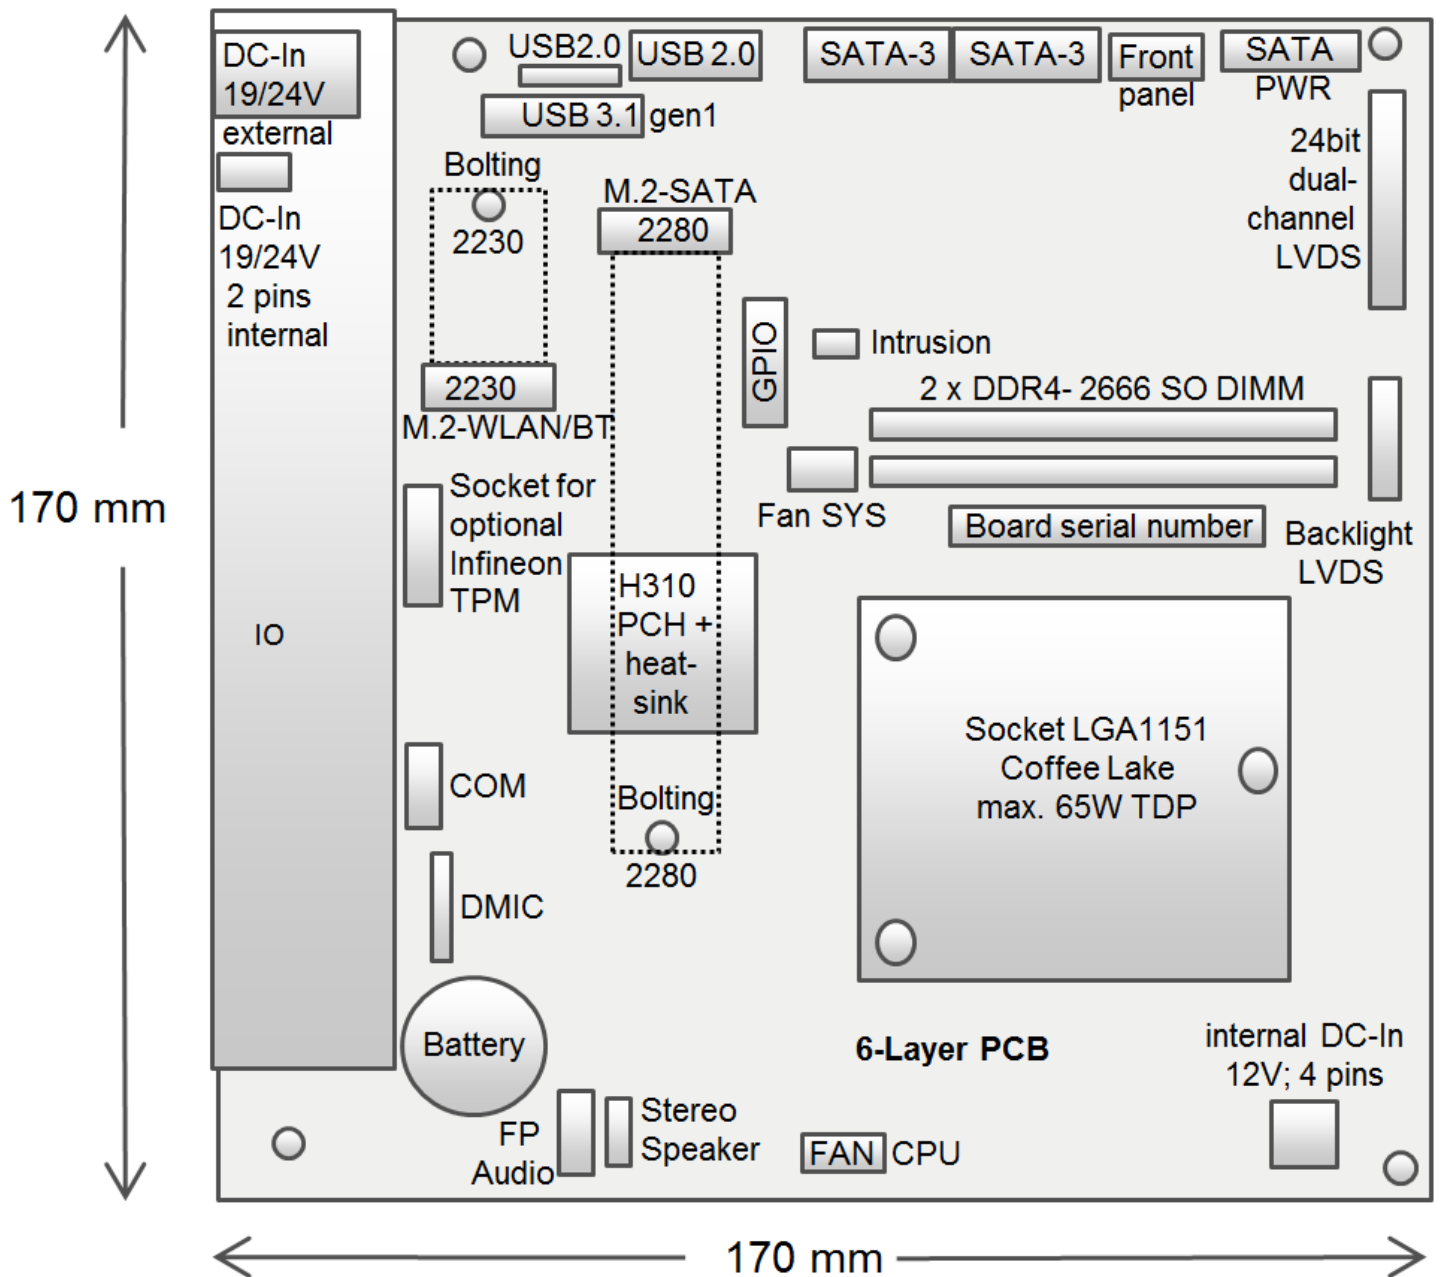 DC-In
19/24V
external
DC-In
19/24V
2 pins
internal
IO
USB2.0
USB 2.0
USB 3.1 gen1
SATA-3
SATA-3
Front
panel
SATA
PWR
24bit
dual-
channel
LVDS
Bolting
2230
2230
M.2-WLAN/BT
M.2-SATA
2280
GPIO
Intrusion
2 x DDR4- 2666 SO DIMM
Fan SYS
Board serial number
Backlight
LVDS
Socket for
optional
Infineon
TPM
H310
PCH +
heat-
sink
Bolting
2280
Socket LGA1151
Coffee Lake
max. 65W TDP
COM
DMIC
Battery
6-Layer PCB
internal DC-In
12V; 4 pins
FP
Audio
Stereo
Speaker
FAN CPU
170 mm
170 mm